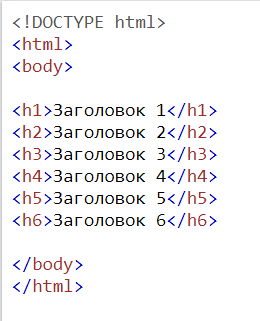 <!DOCTYPE html>
<html>
<body>
<h1>Заголовок 1</h1>
<h2>Заголовок 2</h2>
<h3>Заголовок 3</h3>
<h4>Заголовок 4</h4>
<h5>Заголовок 5</h5>
<h6>Заголовок 6</h6>
</body>
</html>